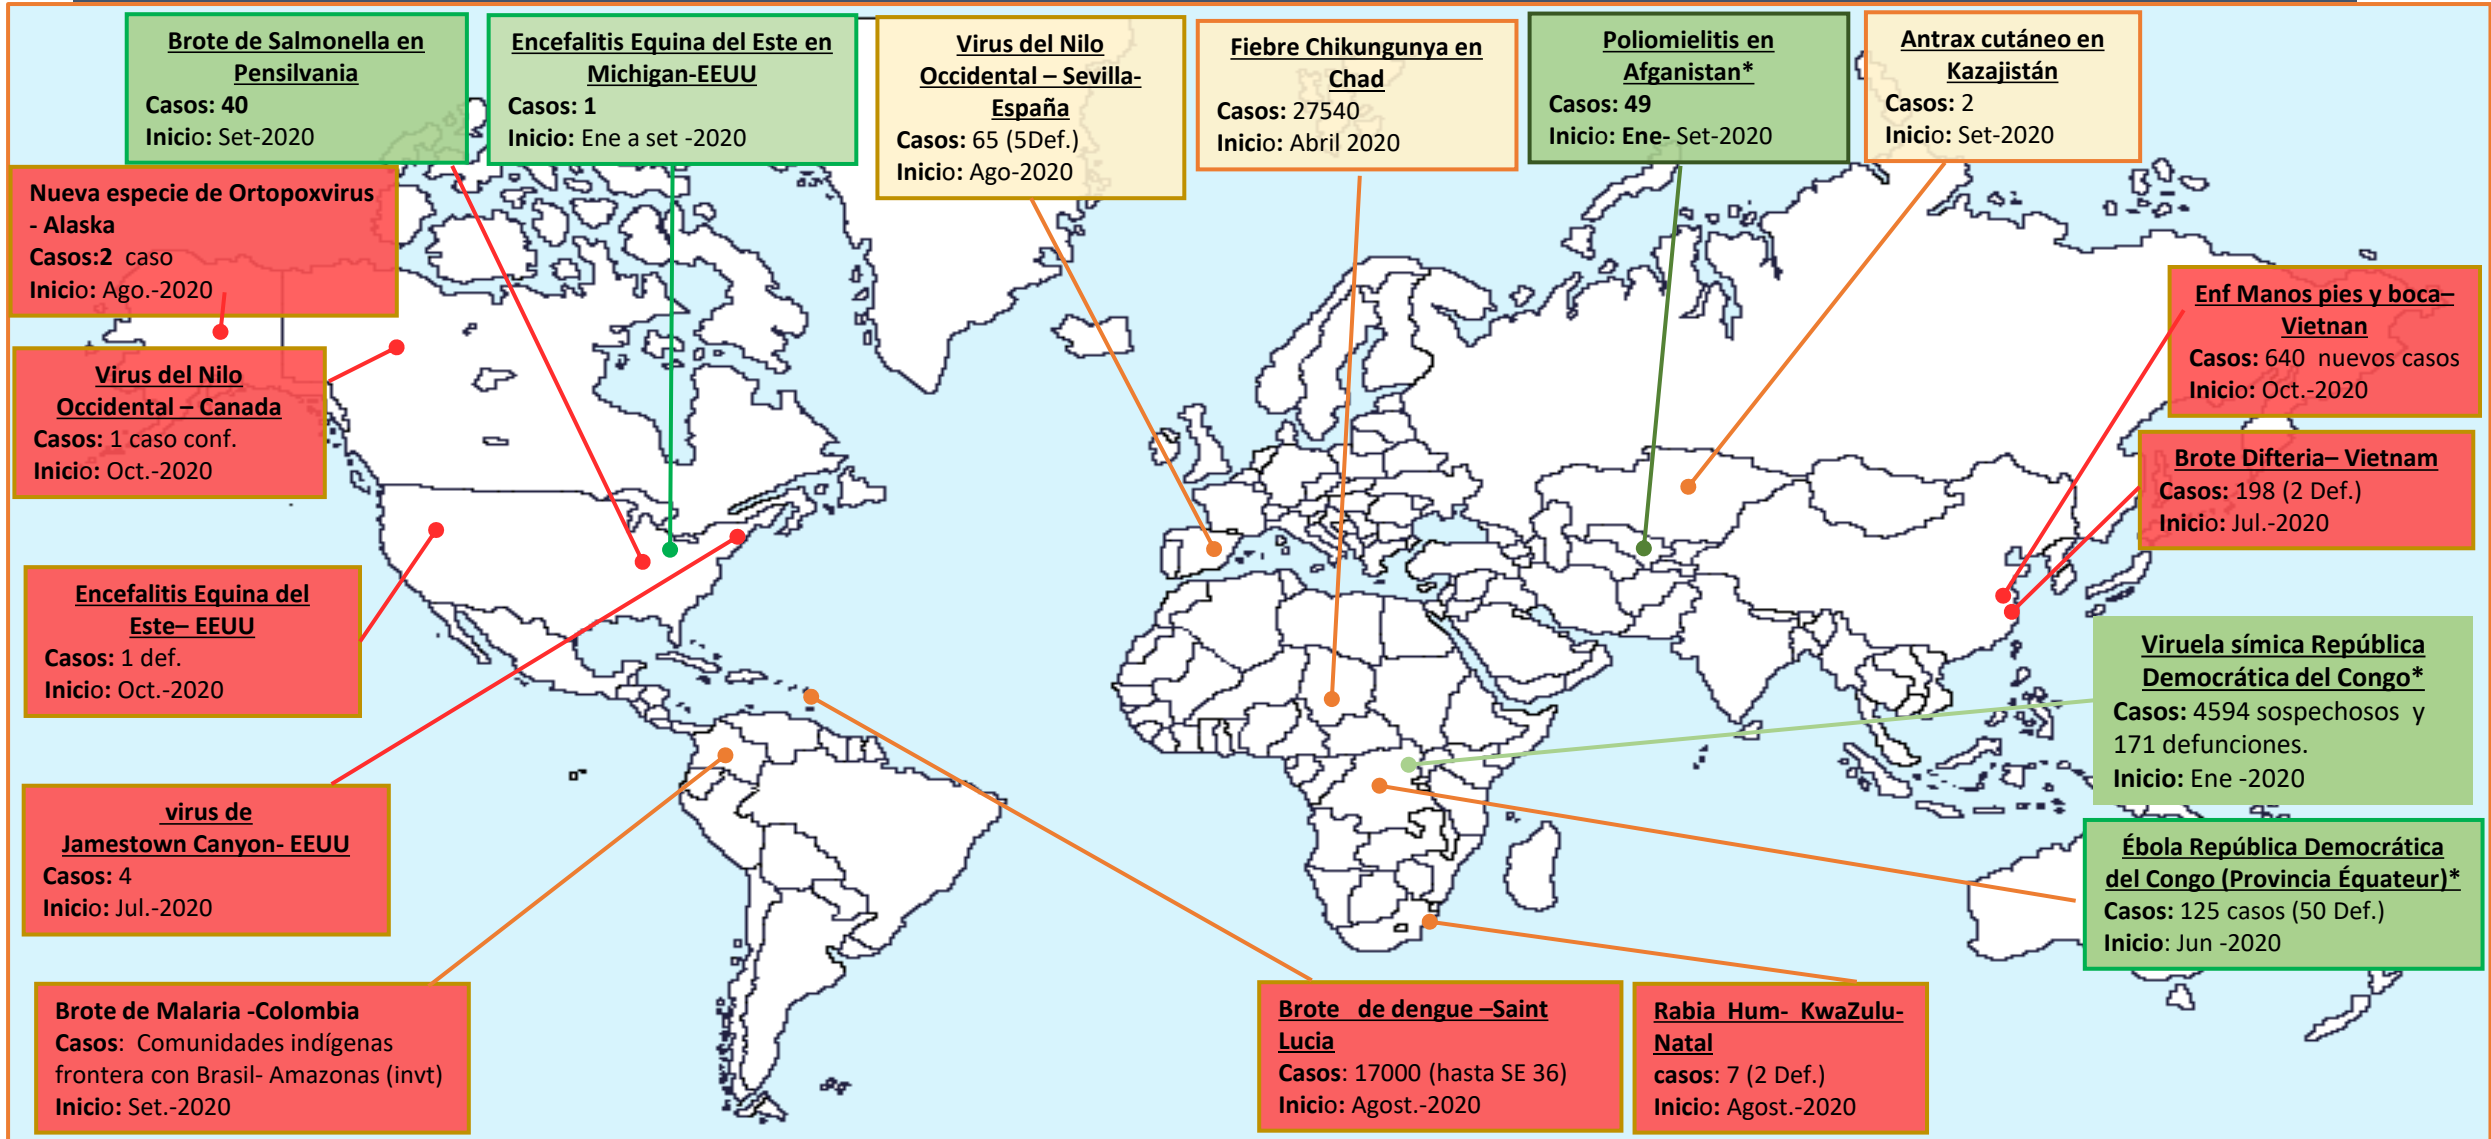 Brote de Salmonella en
Pensilvania
Casos: 40
Inicio: Set-2020
Encefalitis Equina del Este en
Michigan-EEUU
Casos: 1
Inicio: Ene a set -2020
Virus del Nilo
Occidental – Sevilla-
España
Casos: 65 (5Def.)
Inicio: Ago-2020
Fiebre Chikungunya en
Chad
Casos: 27540
Inicio: Abril 2020
Poliomielitis en
Afganistan*
Casos: 49
Inicio: Ene- Set-2020
Antrax cutáneo en
Kazajistán
Casos: 2
Inicio: Set-2020
Nueva especie de Ortopoxvirus
- Alaska
Casos:2 caso
Inicio: Ago.-2020
Virus del Nilo
Occidental – Canada
Casos: 1 caso conf.
Inicio: Oct.-2020
Enf Manos pies y boca–
Vietnan
Casos: 640 nuevos casos
Inicio: Oct.-2020
Brote Difteria– Vietnam
Casos: 198 (2 Def.)
Inicio: Jul.-2020
Encefalitis Equina del
Este– EEUU
Casos: 1 def.
Inicio: Oct.-2020
Viruela símica República
Democrática del Congo*
Casos: 4594 sospechosos y
171 defunciones.
Inicio: Ene -2020
virus de
Jamestown Canyon- EEUU
Casos: 4
Inicio: Jul.-2020
Ébola República Democrática
del Congo (Provincia Équateur)*
Casos: 125 casos (50 Def.)
Inicio: Jun -2020
Brote de Malaria -Colombia
Casos: Comunidades indígenas
frontera con Brasil- Amazonas (invt)
Inicio: Set.-2020
Brote de dengue –Saint
Lucia
Casos: 17000 (hasta SE 36)
Inicio: Agost.-2020
Rabia Hum- KwaZulu-
Natal
casos: 7 (2 Def.)
Inicio: Agost.-2020